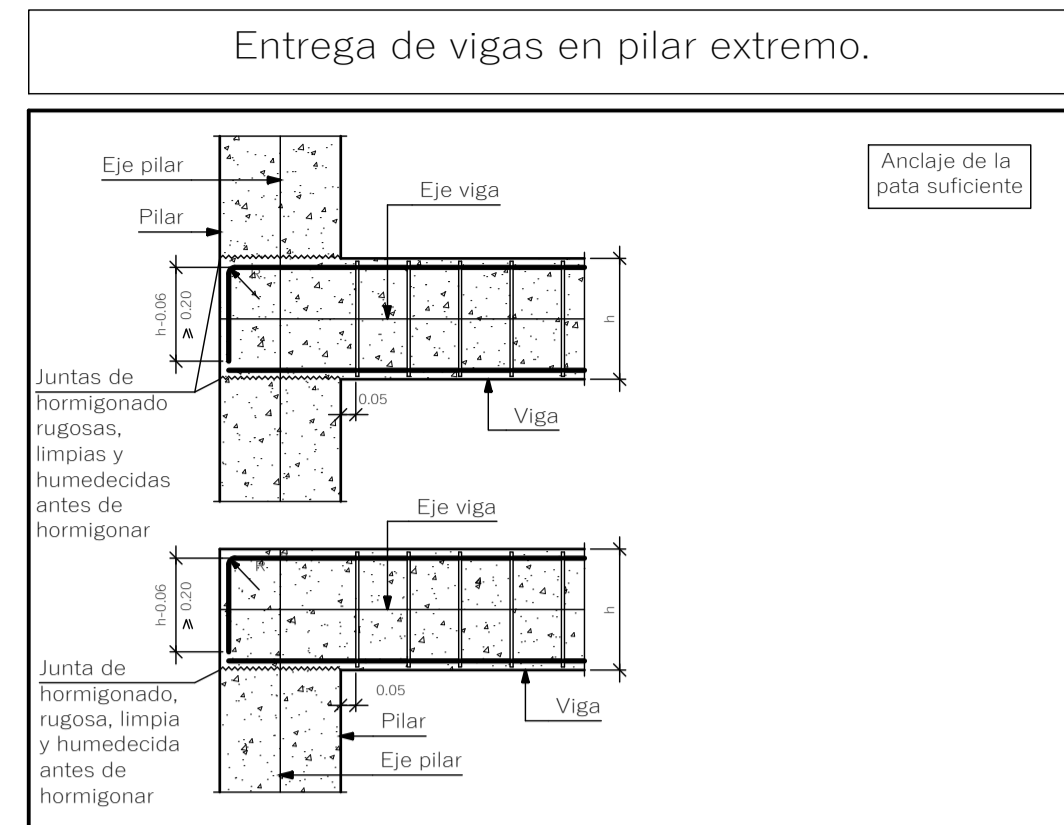 Entrega de vigas en pilar extremo.
Anclaje de la
pata suficiente
Eje pilar
Eje viga
Pilar
R
h-0.06
≥ 0.20
h
Juntas de
hormigonado
rugosas,
limpias y
humedecidas
antes de
hormigonar
0.05
Viga
Eje viga
R
h-0.06
≥ 0.20
h
Junta de
hormigonado,
rugosa, limpia
y humedecida
antes de
hormigonar
0.05
Pilar
Viga
Eje pilar